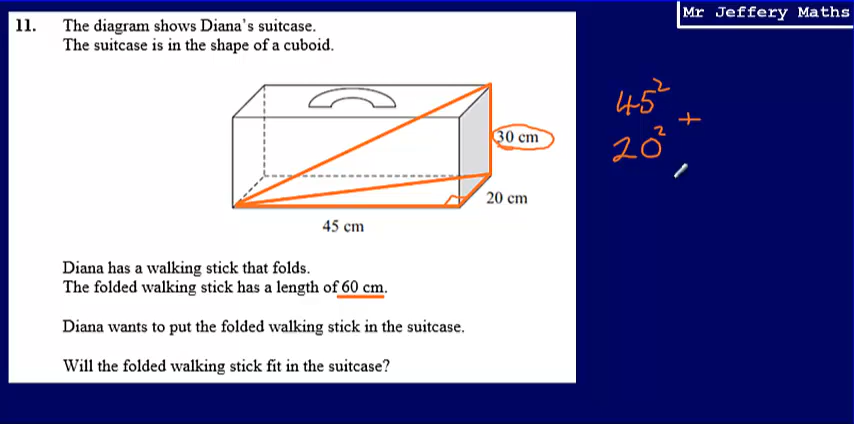 Mr Jeffery Maths
11. The diagram shows Diana's suitcase.
The suitcase is in the shape of a cuboid.
30 cm
20 cm
45 cm
Diana has a walking stick that folds.
The folded walking stick has a length of 60 cm.
Diana wants to put the folded walking stick in the suitcase.
Will the folded walking stick fit in the suitcase?
45² +
20²